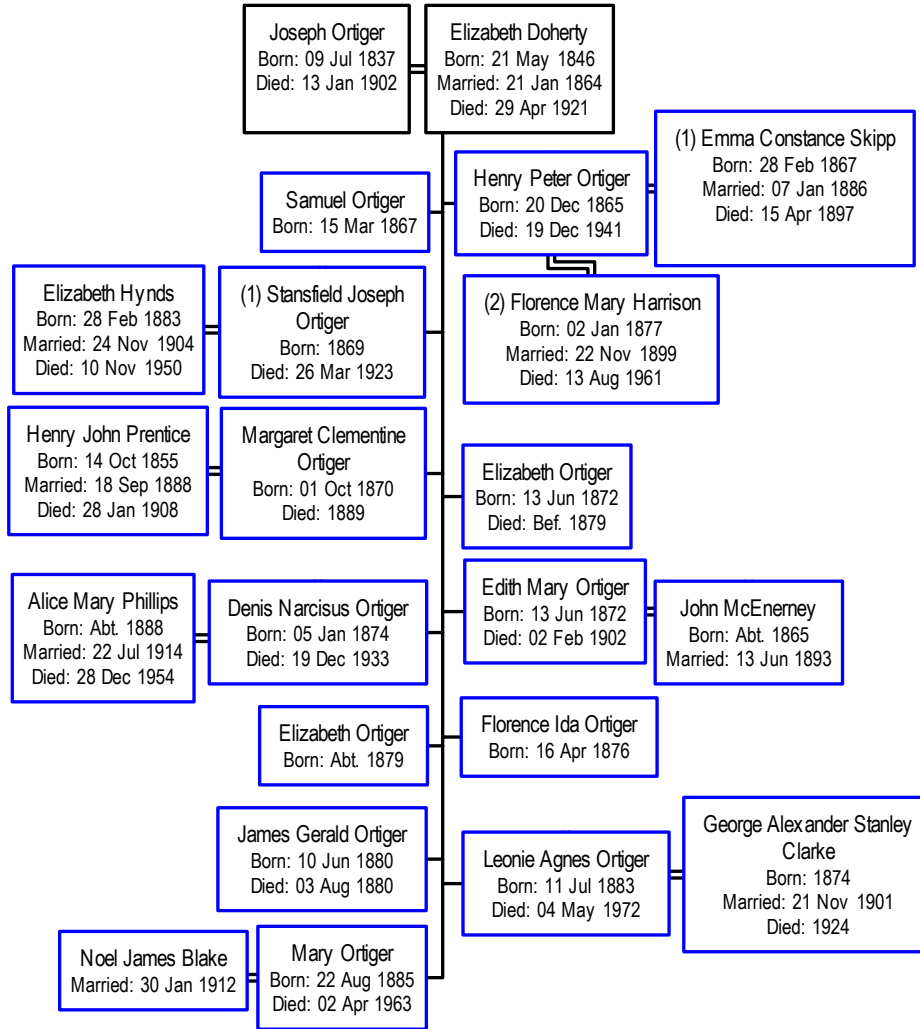 Joseph Ortiger
Born: 09 Jul 1837
Died: 13 Jan 1902
Elizabeth Doherty
Born: 21 May 1846
Married: 21 Jan 1864
Died: 29 Apr 1921
(1) Emma Constance Skipp
Born: 28 Feb 1867
Married: 07 Jan 1886
Died: 15 Apr 1897
Henry Peter Ortiger
Born: 20 Dec 1865
Died: 19 Dec 1941
Samuel Ortiger
Born: 15 Mar 1867
Elizabeth Hynds
Born: 28 Feb 1883
Married: 24 Nov 1904
Died: 10 Nov 1950
(1) Stansfield Joseph
Ortiger
Born: 1869
Died: 26 Mar 1923
(2) Florence Mary Harrison
Born: 02 Jan 1877
Married: 22 Nov 1899
Died: 13 Aug 1961
Henry John Prentice
Born: 14 Oct 1855
Married: 18 Sep 1888
Died: 28 Jan 1908
Margaret Clementine
Ortiger
Born: 01 Oct 1870
Died: 1889
Elizabeth Ortiger
Born: 13 Jun 1872
Died: Bef. 1879
Alice Mary Phillips
Born: Abt. 1888
Married: 22 Jul 1914
Died: 28 Dec 1954
Denis Narcisus Ortiger
Born: 05 Jan 1874
Died: 19 Dec 1933
Edith Mary Ortiger
Born: 13 Jun 1872
Died: 02 Feb 1902
John McEnerney
Born: Abt. 1865
Married: 13 Jun 1893
Elizabeth Ortiger
Born: Abt. 1879
Florence Ida Ortiger
Born: 16 Apr 1876
James Gerald Ortiger
Born: 10 Jun 1880
Died: 03 Aug 1880
Leonie Agnes Ortiger
Born: 11 Jul 1883
Died: 04 May 1972
George Alexander Stanley
Clarke
Born: 1874
Married: 21 Nov 1901
Died: 1924
Noel James Blake
Married: 30 Jan 1912
Mary Ortiger
Born: 22 Aug 1885
Died: 02 Apr 1963